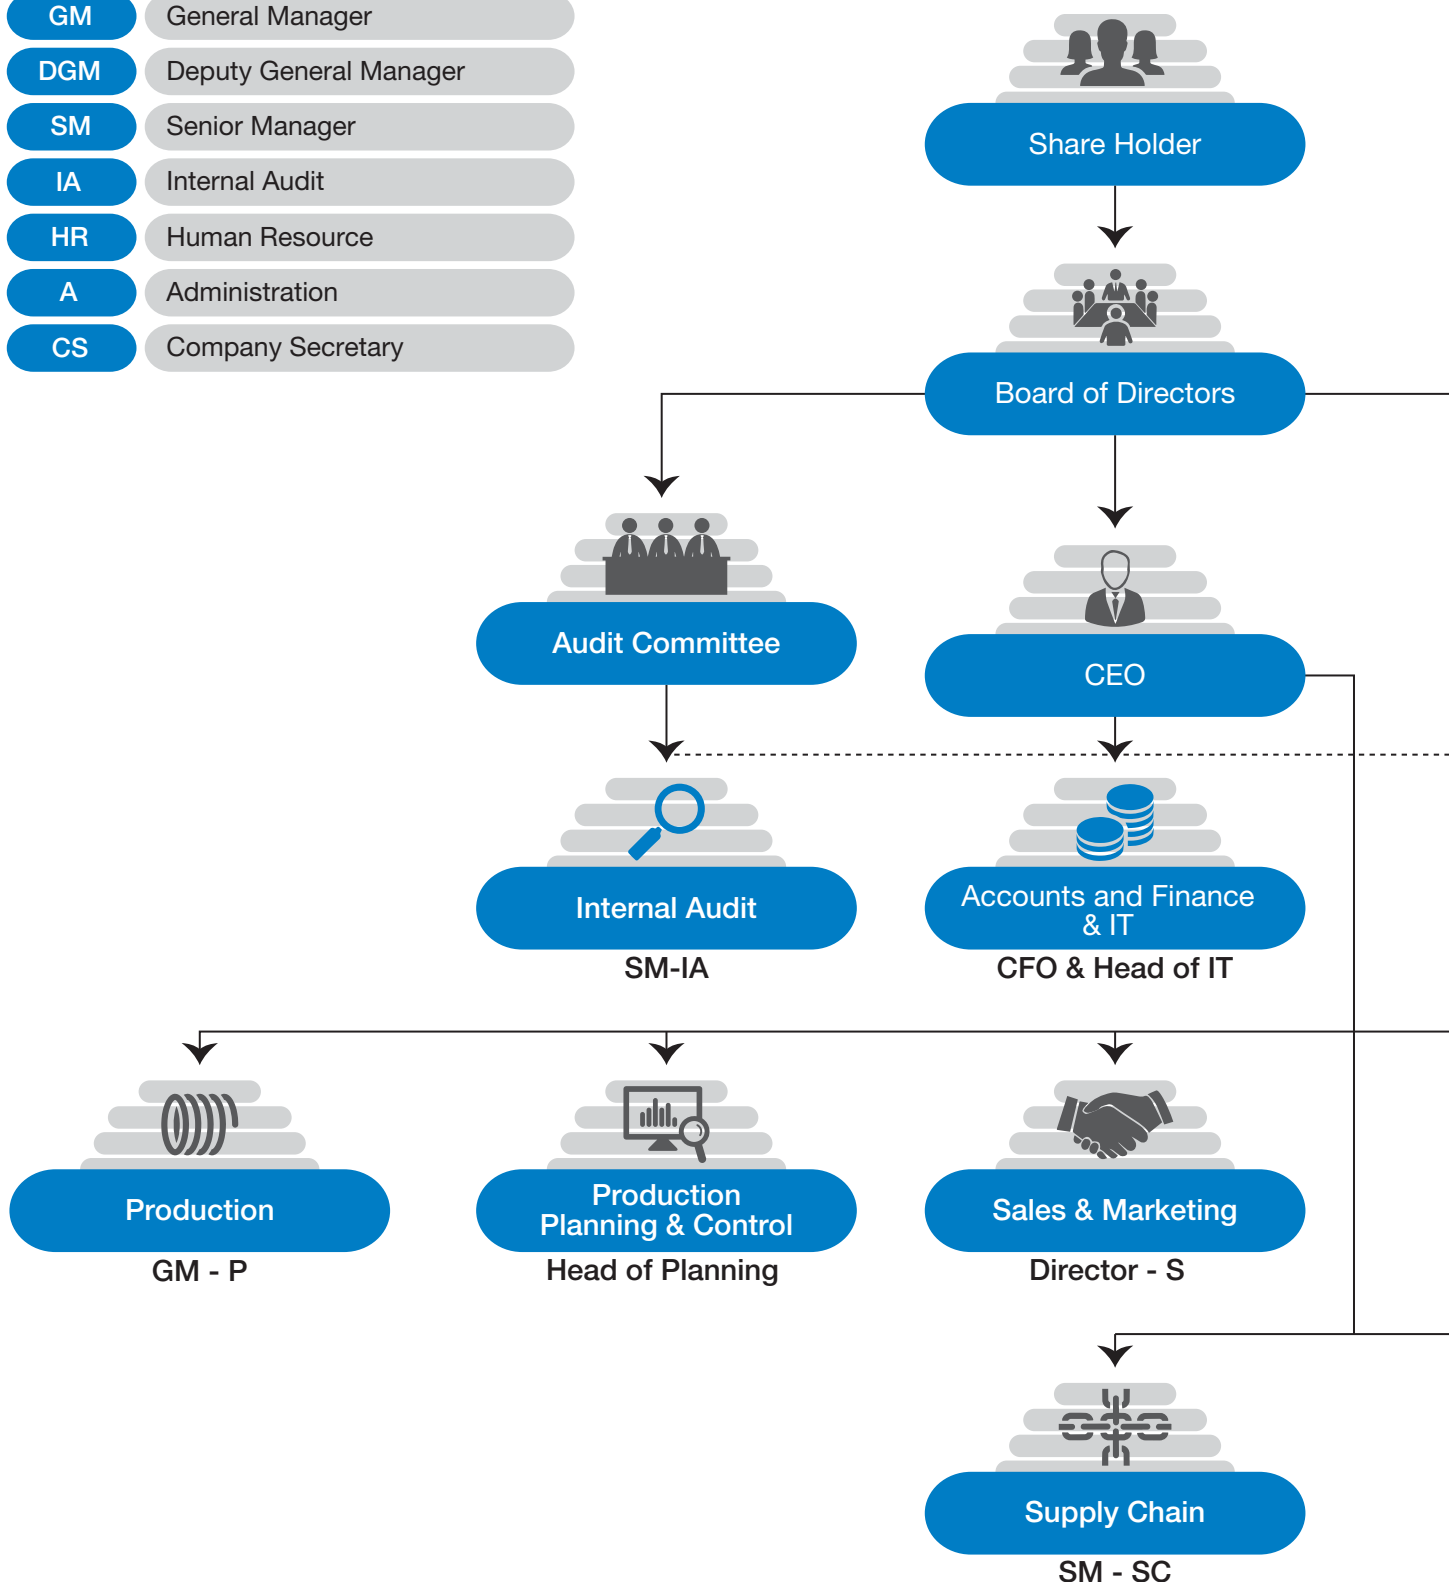 GM General Manager
DGM Deputy General Manager
SM Senior Manager
IA Internal Audit
HR Human Resource
A Administration
CS Company Secretary
Share Holder
Board of Directors
Audit Committee
CEO
Internal Audit
SM-IA
Accounts and Finance
& IT
CFO & Head of IT
Production
GM - P
Production
Planning & Control
Head of Planning
Sales & Marketing
Director - S
Supply Chain
SM - SC